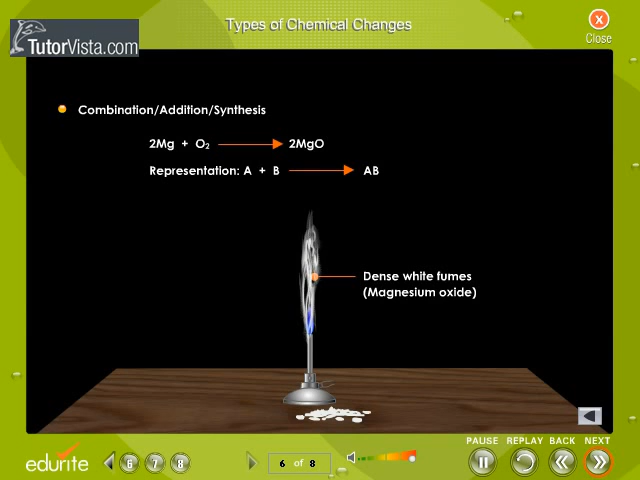 Types of Chemical Changes
X
Close
TutorVista.com
Combination/Addition/Synthesis
2Mg + O₂ → 2MgO
Representation: A + B → AB
Dense white fumes
(Magnesium oxide)
PAUSE REPLAY BACK NEXT
edurite
6 7 8
6 of 8